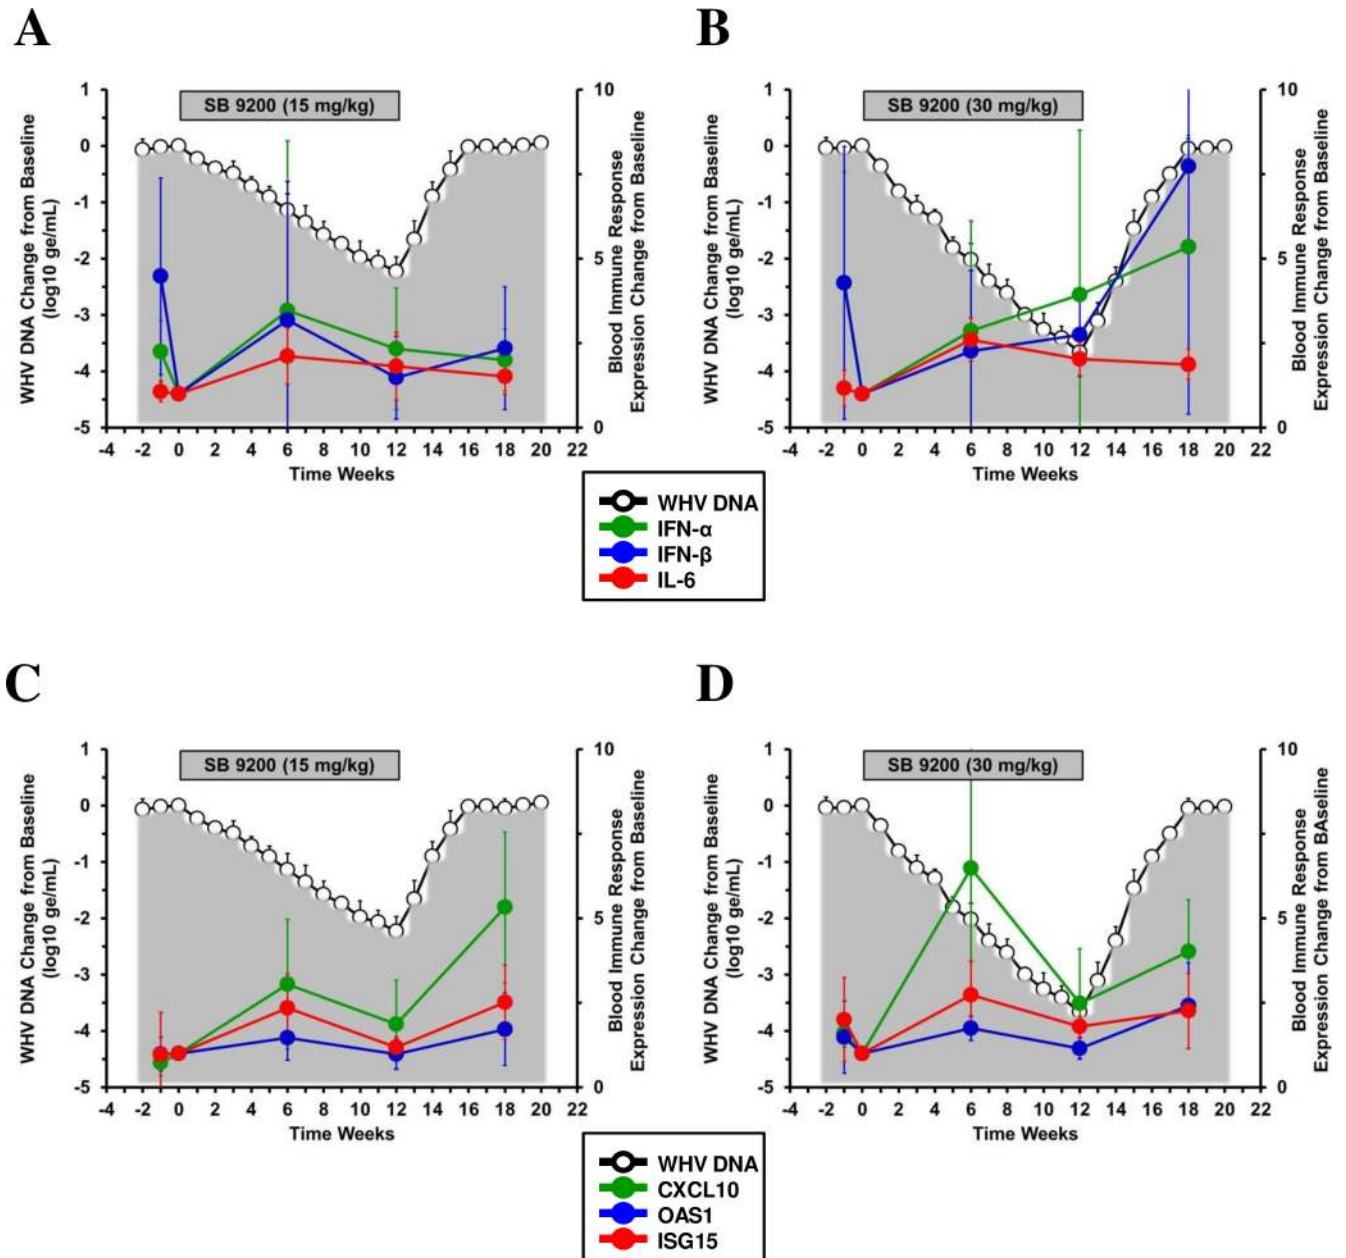 A
B
SB 9200 (15 mg/kg)
WHV DNA Change from Baseline
(log10 ge/mL)
1
0
-1
-2
-3
-4
-5
10
5
0
Blood Immune Response
Expression Change from Baseline
-4 -2 0 2 4 6 8 10 12 14 16 18 20 22
Time Weeks
SB 9200 (30 mg/kg)
WHV DNA Change from Baseline
(log10 ge/mL)
1
0
-1
-2
-3
-4
-5
10
5
0
Blood Immune Response
Expression Change from Baseline
-4 -2 0 2 4 6 8 10 12 14 16 18 20 22
Time Weeks
WHV DNA
IFN-α
IFN-β
IL-6
C
D
SB 9200 (15 mg/kg)
WHV DNA Change from Baseline
(log10 ge/mL)
1
0
-1
-2
-3
-4
-5
10
5
0
Blood Immune Response
Expression Change from Baseline
-4 -2 0 2 4 6 8 10 12 14 16 18 20 22
Time Weeks
SB 9200 (30 mg/kg)
WHV DNA Change from Baseline
(log10 ge/mL)
1
0
-1
-2
-3
-4
-5
10
5
0
Blood Immune Response
Expression Change from BAseline
-4 -2 0 2 4 6 8 10 12 14 16 18 20 22
Time Weeks
WHV DNA
CXCL10
OAS1
ISG15